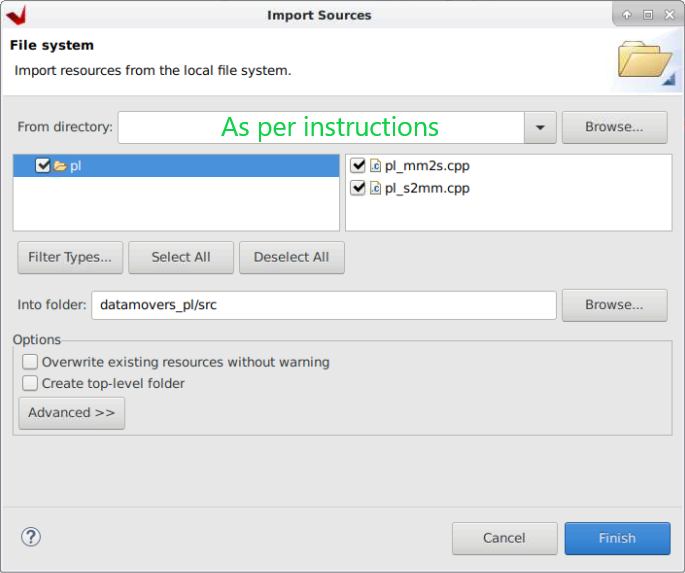 Import Sources
File system
Import resources from the local file system.
From directory: As per instructions Browse...
pl
pl_mm2s.cpp
pl_s2mm.cpp
Filter Types... Select All Deselect All
Into folder: datamovers_pl/src Browse...
Options
Overwrite existing resources without warning
Create top-level folder
Advanced >>
? Cancel Finish